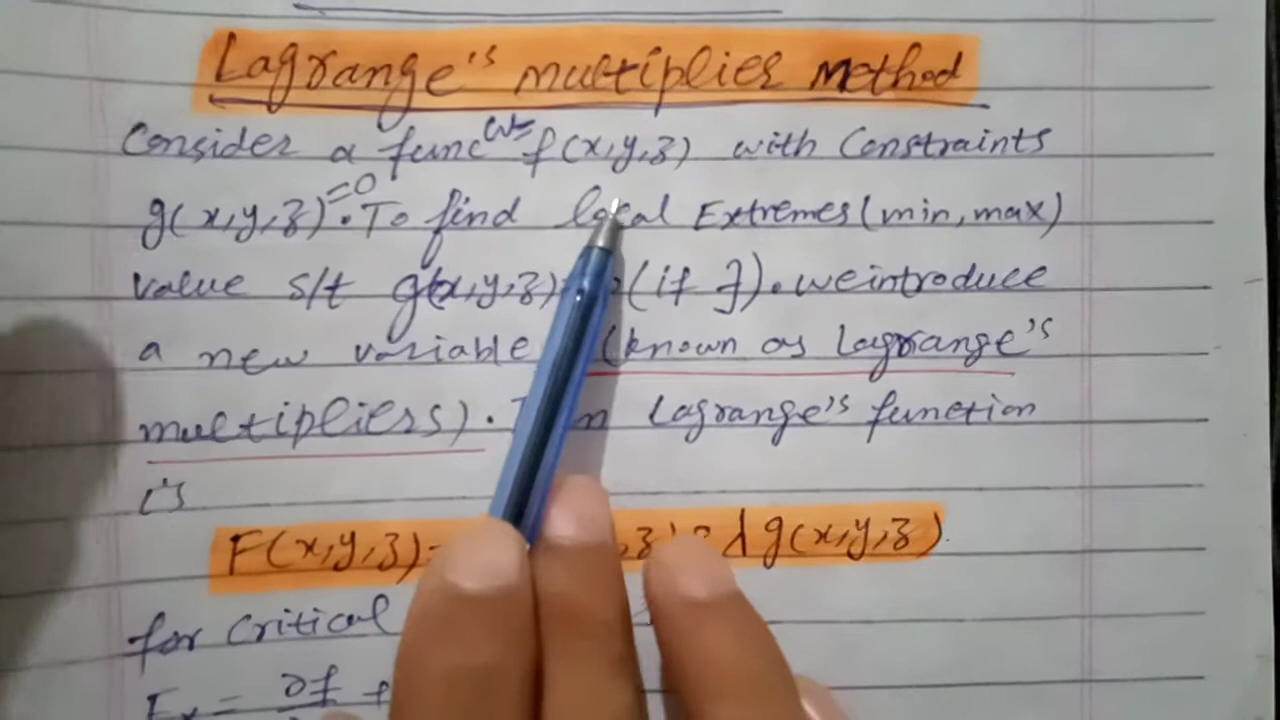 Lagrange's multiplier Method
Consider a func ω= f(x,y,z) with Constraints
g(x,y,z)=0. To find local Extremes (min, max)
value s/t g(x,y,z) (if ∃). we introduce
a new variable (known as Lagrange's
multipliers). Lagrange's function
is
F(x,y,z) λ g(x,y,z).
for Critical
Fx = ∂f